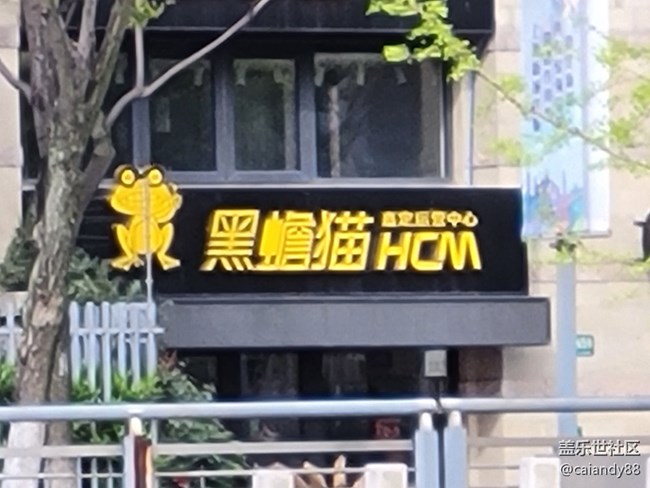 黑蟾猫
嘉定运营中心
HCM
盖乐世社区
@caiandy88